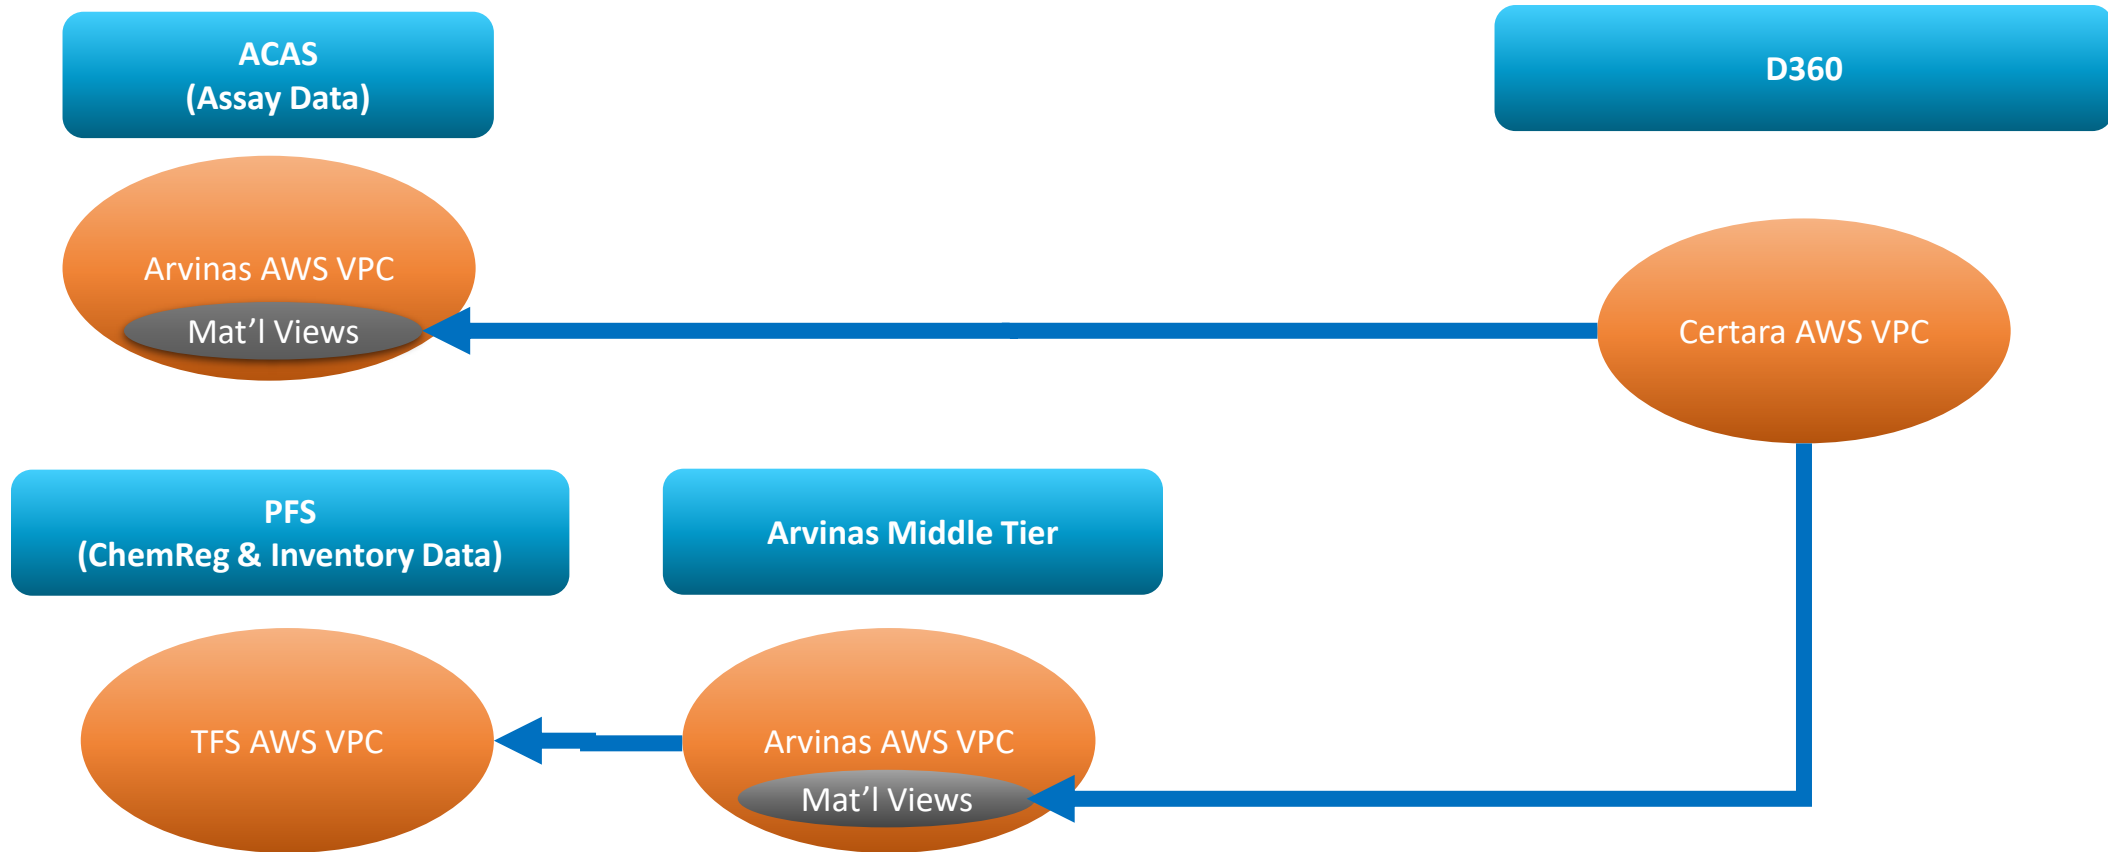 ACAS
(Assay Data)
D360
Arvinas AWS VPC
Mat'l Views
Certara AWS VPC
PFS
(ChemReg & Inventory Data)
Arvinas Middle Tier
TFS AWS VPC
Arvinas AWS VPC
Mat'l Views